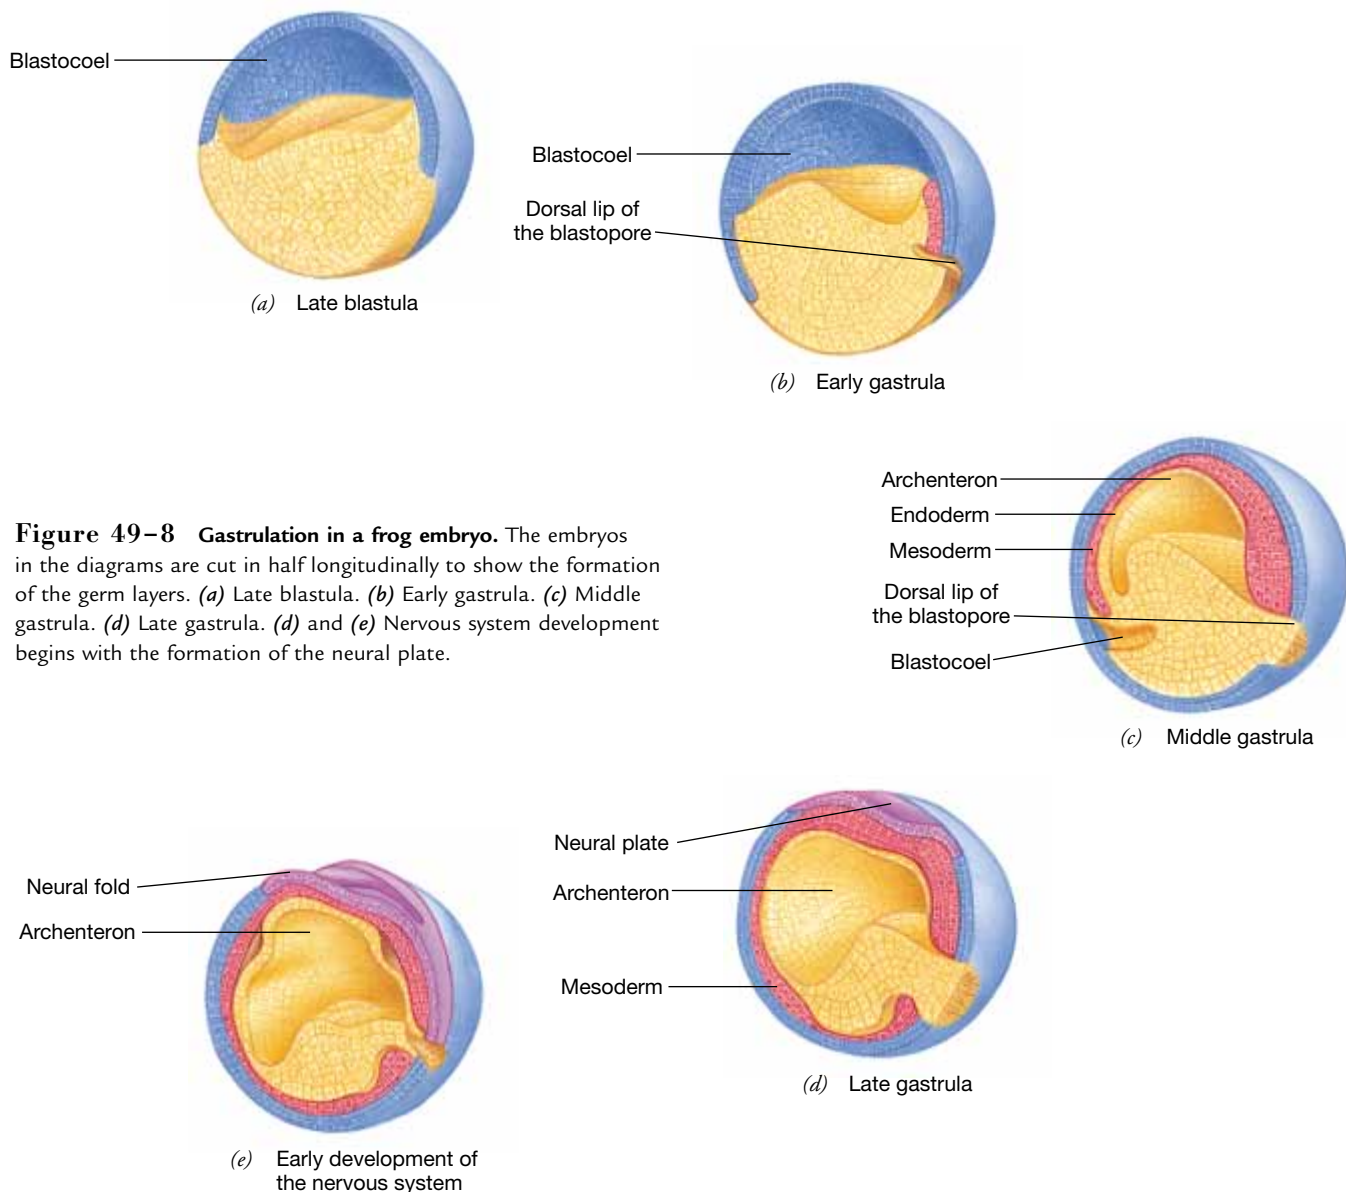 Blastocoel
(a) Late blastula
Blastocoel
Dorsal lip of
the blastopore
(b) Early gastrula
Figure 49–8 Gastrulation in a frog embryo. The embryos
in the diagrams are cut in half longitudinally to show the formation
of the germ layers. (a) Late blastula. (b) Early gastrula. (c) Middle
gastrula. (d) Late gastrula. (d) and (e) Nervous system development
begins with the formation of the neural plate.
Archenteron
Endoderm
Mesoderm
Dorsal lip of
the blastopore
Blastocoel
(c) Middle gastrula
Neural plate
Archenteron
Mesoderm
(d) Late gastrula
Neural fold
Archenteron
(e) Early development of
the nervous system